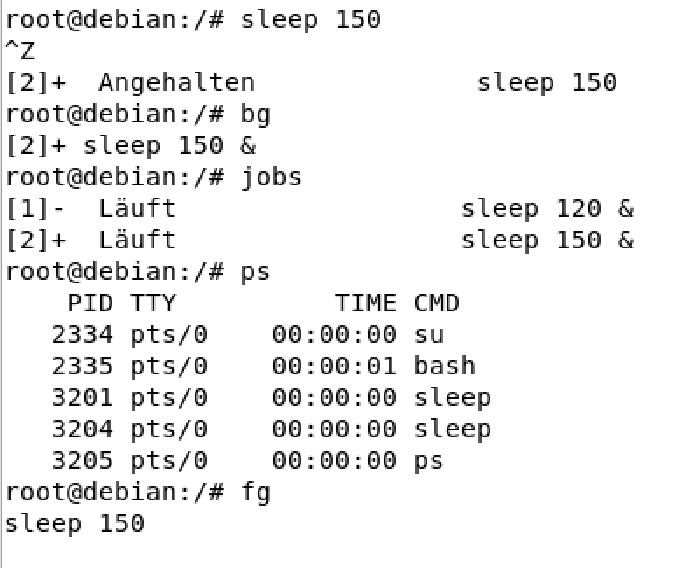 root@debian:/# sleep 150
^Z
[2]+  Angehalten              sleep 150
root@debian:/# bg
[2]+ sleep 150 &
root@debian:/# jobs
[1]-  Läuft                  sleep 120 &
[2]+  Läuft                  sleep 150 &
root@debian:/# ps
    PID TTY          TIME CMD
   2334 pts/0    00:00:00 su
   2335 pts/0    00:00:01 bash
   3201 pts/0    00:00:00 sleep
   3204 pts/0    00:00:00 sleep
   3205 pts/0    00:00:00 ps
root@debian:/# fg
sleep 150